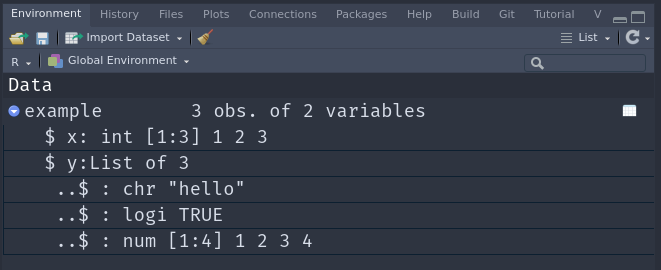 Environment History Files Plots Connections Packages Help Build Git Tutorial V
Import Dataset List
R Global Environment
Data
example 3 obs. of 2 variables
$ x: int [1:3] 1 2 3
$ y:List of 3
..$ : chr "hello"
..$ : logi TRUE
..$ : num [1:4] 1 2 3 4